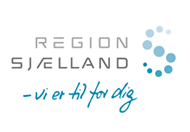 REGION
SJÆLLAND
- vi er til for dig